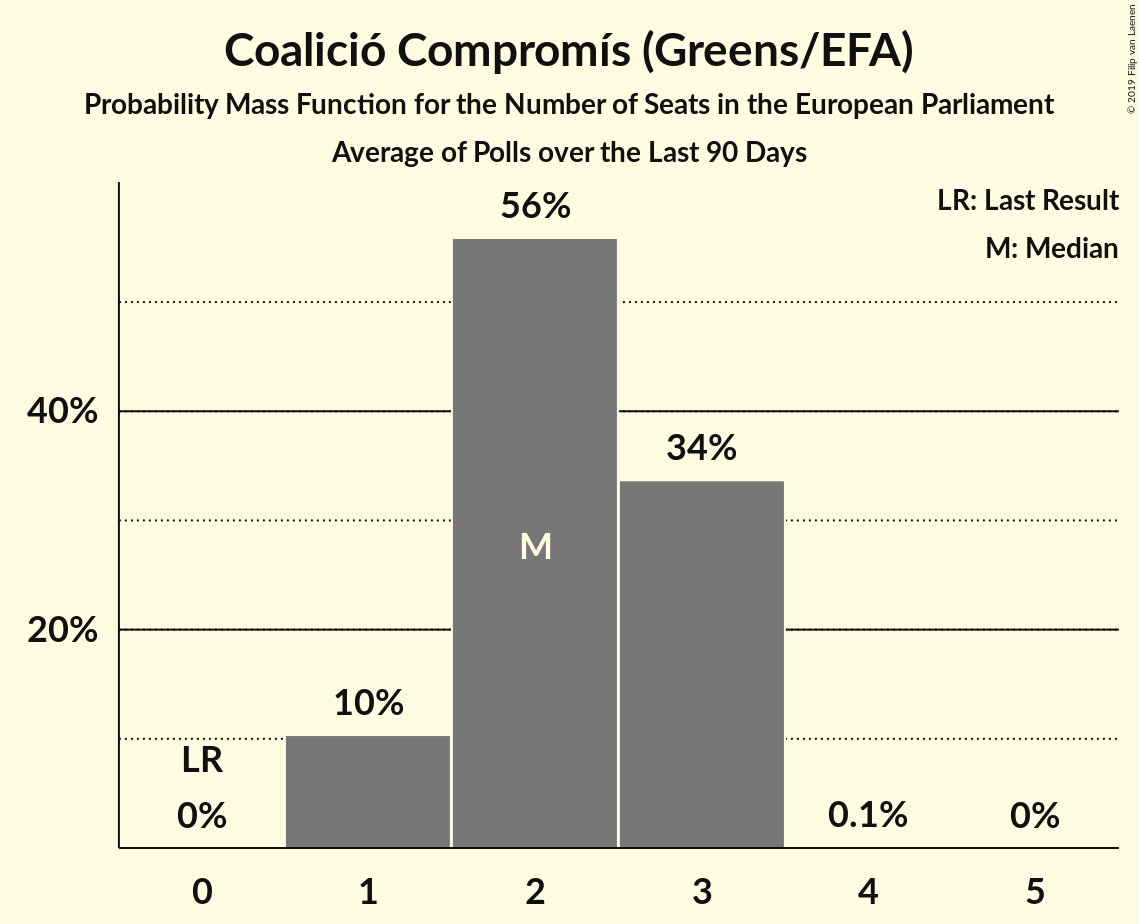 Coalició Compromís (Greens/EFA)
Probability Mass Function for the Number of Seats in the European Parliament
Average of Polls over the Last 90 Days
© 2019 Filip van Laenen
LR: Last Result
M: Median
56%
40%
34%
M
20%
10%
LR
0%
0.1%
0%
0 1 2 3 4 5